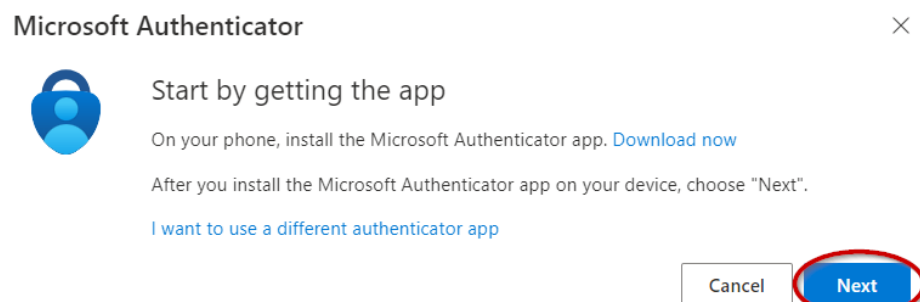 Microsoft Authenticator
Start by getting the app
On your phone, install the Microsoft Authenticator app. Download now
After you install the Microsoft Authenticator app on your device, choose "Next".
I want to use a different authenticator app
Cancel Next